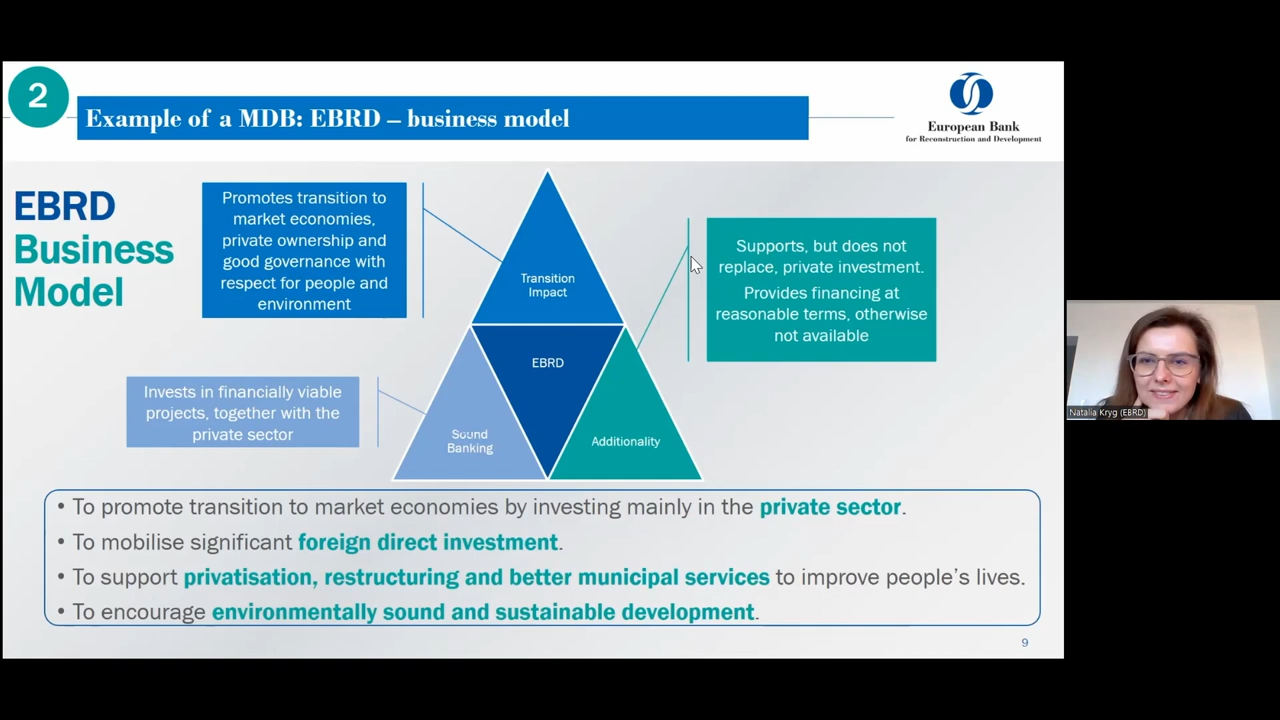 2
Example of a MDB: EBRD – business model
European Bank
for Reconstruction and Development
EBRD
Business
Model
Promotes transition to
market economies,
private ownership and
good governance with
respect for people and
environment
Transition
Impact
Supports, but does not
replace, private investment.
Provides financing at
reasonable terms, otherwise
not available
EBRD
Invests in financially viable
projects, together with the
private sector
Sound
Banking
Additionality
Natalia Kryg (EBRD)
• To promote transition to market economies by investing mainly in the private sector.
• To mobilise significant foreign direct investment.
• To support privatisation, restructuring and better municipal services to improve people's lives.
• To encourage environmentally sound and sustainable development.
9